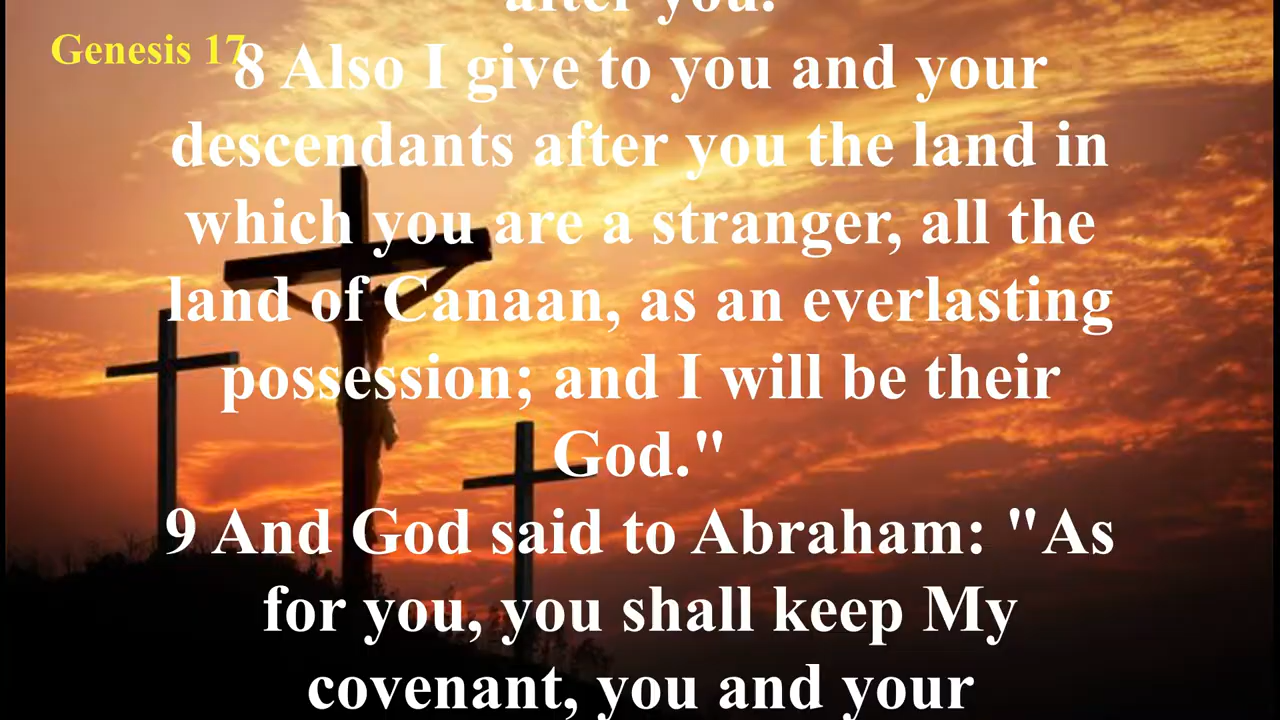 after you.
Genesis 17
8 Also I give to you and your
descendants after you the land in
which you are a stranger, all the
land of Canaan, as an everlasting
possession; and I will be their
God."
9 And God said to Abraham: "As
for you, you shall keep My
covenant, you and your